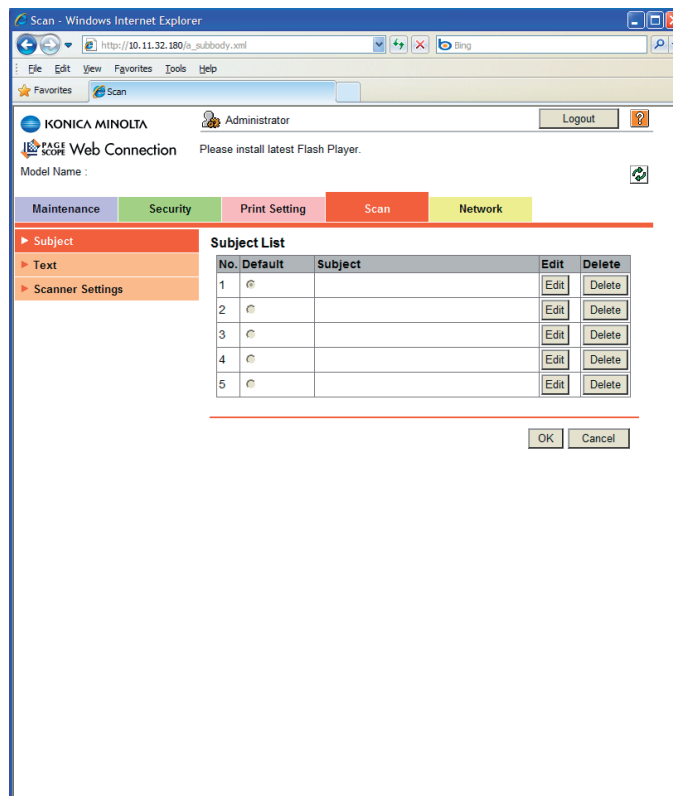 Scan - Windows Internet Explorer
http://10.11.32.180/a_subbody.xml
Bing
File Edit View Favorites Tools Help
Favorites Scan
KONICA MINOLTA
Administrator
Logout
?
PAGE SCOPE Web Connection
Please install latest Flash Player.
Model Name :
Maintenance Security Print Setting Scan Network
Subject
Text
Scanner Settings
Subject List
No. Default Subject Edit Delete
1 Edit Delete
2 Edit Delete
3 Edit Delete
4 Edit Delete
5 Edit Delete
OK Cancel